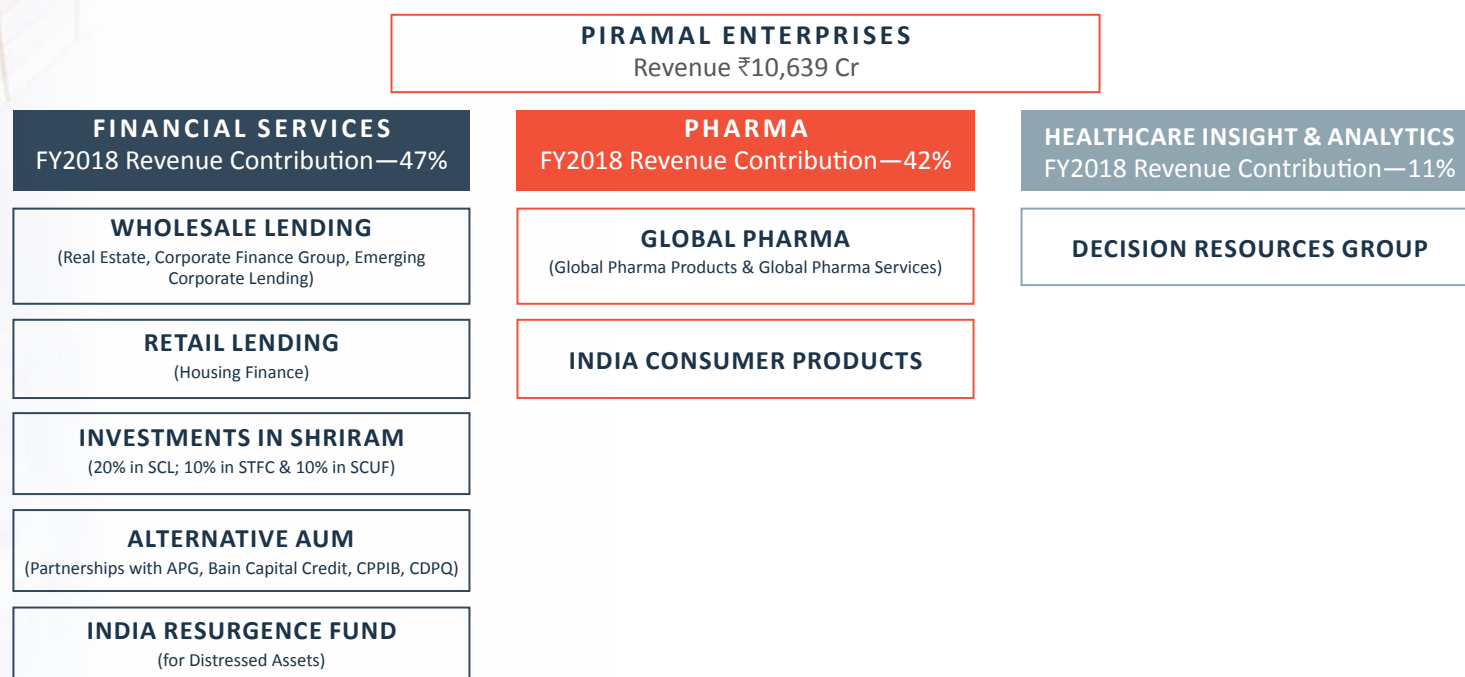 PIRAMAL ENTERPRISES
Revenue ₹10,639 Cr
FINANCIAL SERVICES
FY2018 Revenue Contribution—47%
WHOLESALE LENDING
(Real Estate, Corporate Finance Group, Emerging
Corporate Lending)
RETAIL LENDING
(Housing Finance)
INVESTMENTS IN SHRIRAM
(20% in SCL; 10% in STFC & 10% in SCUF)
ALTERNATIVE AUM
(Partnerships with APG, Bain Capital Credit, CPPIB, CDPQ)
INDIA RESURGENCE FUND
(for Distressed Assets)
PHARMA
FY2018 Revenue Contribution—42%
GLOBAL PHARMA
(Global Pharma Products & Global Pharma Services)
INDIA CONSUMER PRODUCTS
HEALTHCARE INSIGHT & ANALYTICS
FY2018 Revenue Contribution—11%
DECISION RESOURCES GROUP